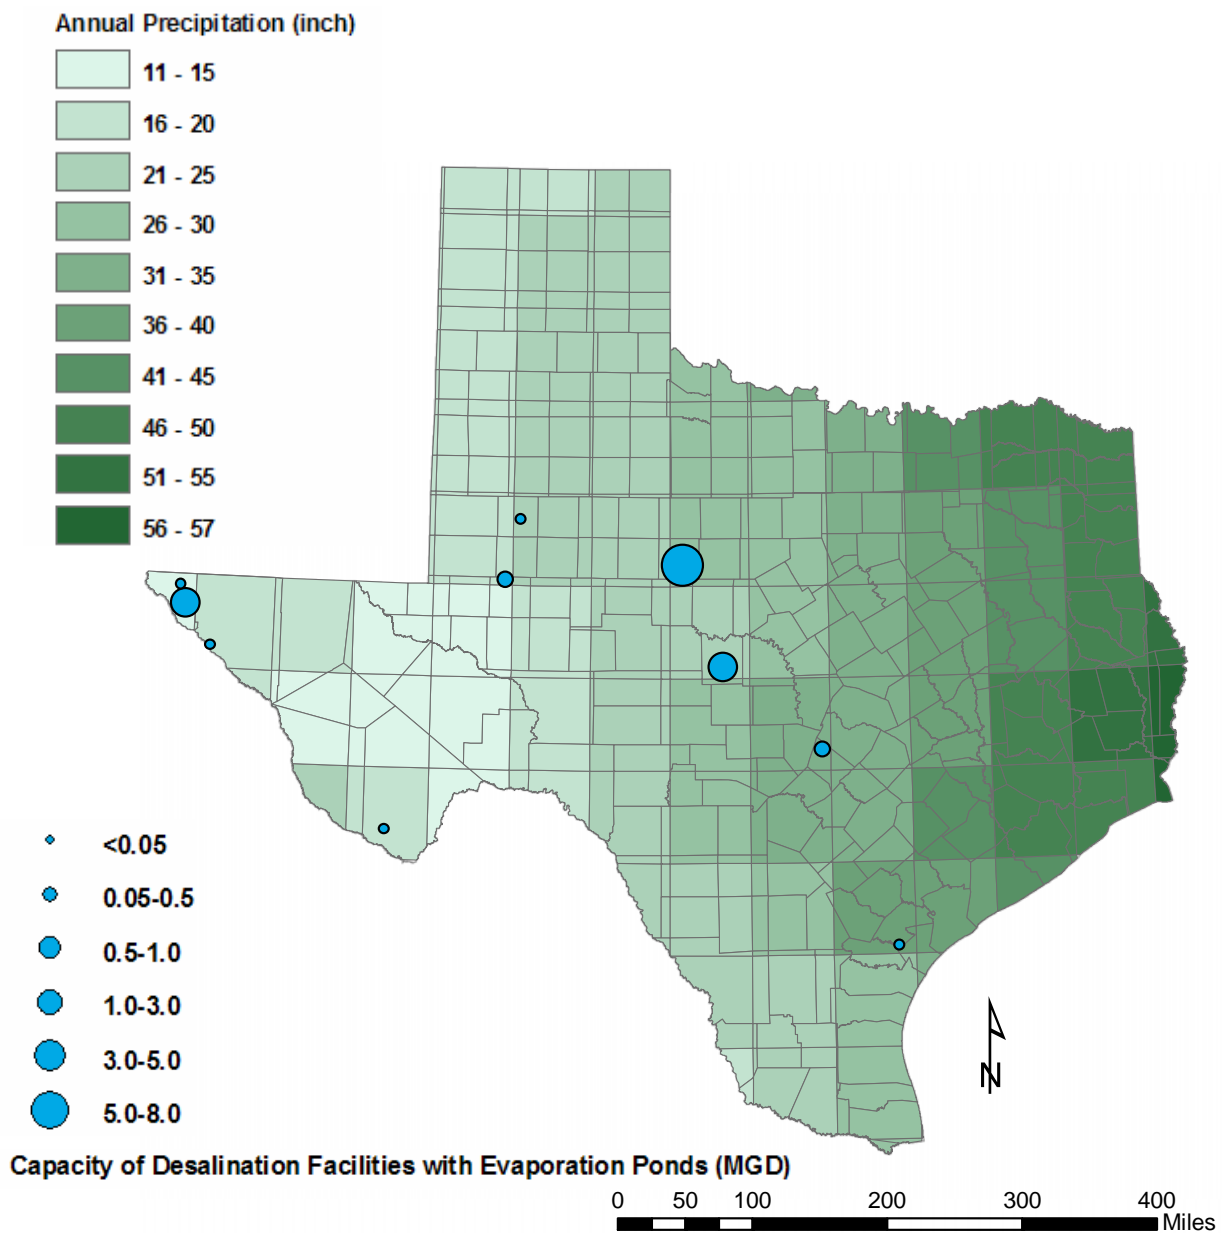 Annual Precipitation (inch)
11 - 15
16 - 20
21 - 25
26 - 30
31 - 35
36 - 40
41 - 45
46 - 50
51 - 55
56 - 57
<0.05
0.05-0.5
0.5-1.0
1.0-3.0
3.0-5.0
5.0-8.0
N
Capacity of Desalination Facilities with Evaporation Ponds (MGD)
0 50 100 200 300 400
Miles